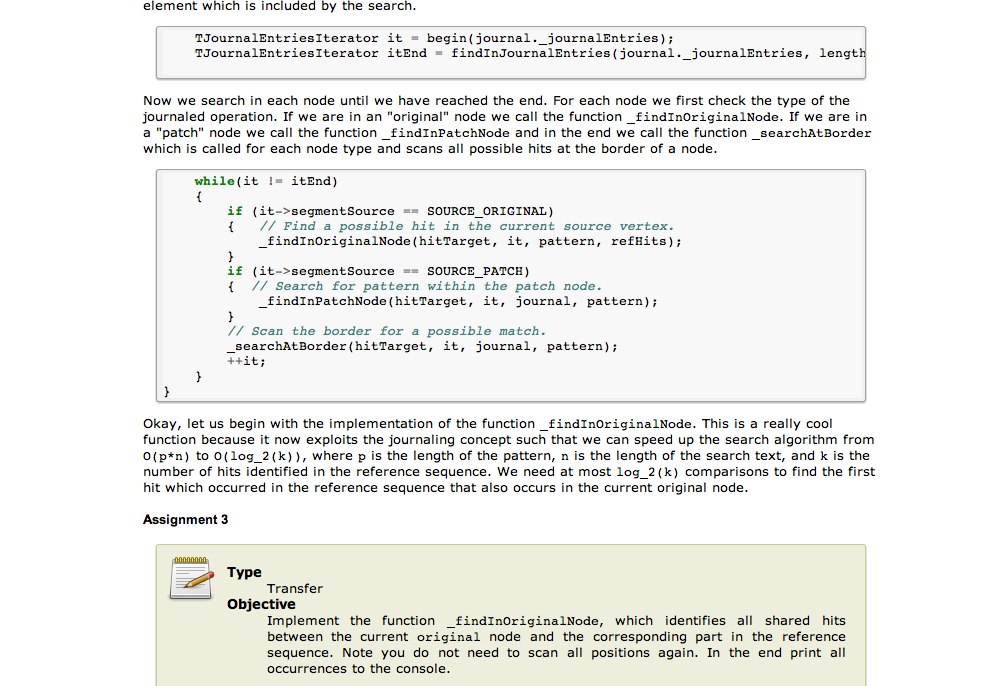 element which is included by the search.
TJournalEntriesIterator it = begin(journal._journalEntries);
TJournalEntriesIterator itEnd = findInJournalEntries(journal._journalEntries, length
Now we search in each node until we have reached the end. For each node we first check the type of the
journaled operation. If we are in an "original" node we call the function _findInOriginalNode. If we are in
a "patch" node we call the function _findInPatchNode and in the end we call the function _searchAtBorder
which is called for each node type and scans all possible hits at the border of a node.
while(it != itEnd)
{
if (it->segmentSource == SOURCE_ORIGINAL)
{ // Find a possible hit in the current source vertex.
_findInOriginalNode(hitTarget, it, pattern, refHits);
}
if (it->segmentSource == SOURCE_PATCH)
{ // Search for pattern within the patch node.
_findInPatchNode(hitTarget, it, journal, pattern);
}
// Scan the border for a possible match.
_searchAtBorder(hitTarget, it, journal, pattern);
++it;
}
}
Okay, let us begin with the implementation of the function _findInOriginalNode. This is a really cool
function because it now exploits the journaling concept such that we can speed up the search algorithm from
O(p*n) to O(log_2(k)), where p is the length of the pattern, n is the length of the search text, and k is the
number of hits identified in the reference sequence. We need at most log_2(k) comparisons to find the first
hit which occurred in the reference sequence that also occurs in the current original node.
Assignment 3
Type
Transfer
Objective
Implement the function _findInOriginalNode, which identifies all shared hits
between the current original node and the corresponding part in the reference
sequence. Note you do not need to scan all positions again. In the end print all
occurrences to the console.